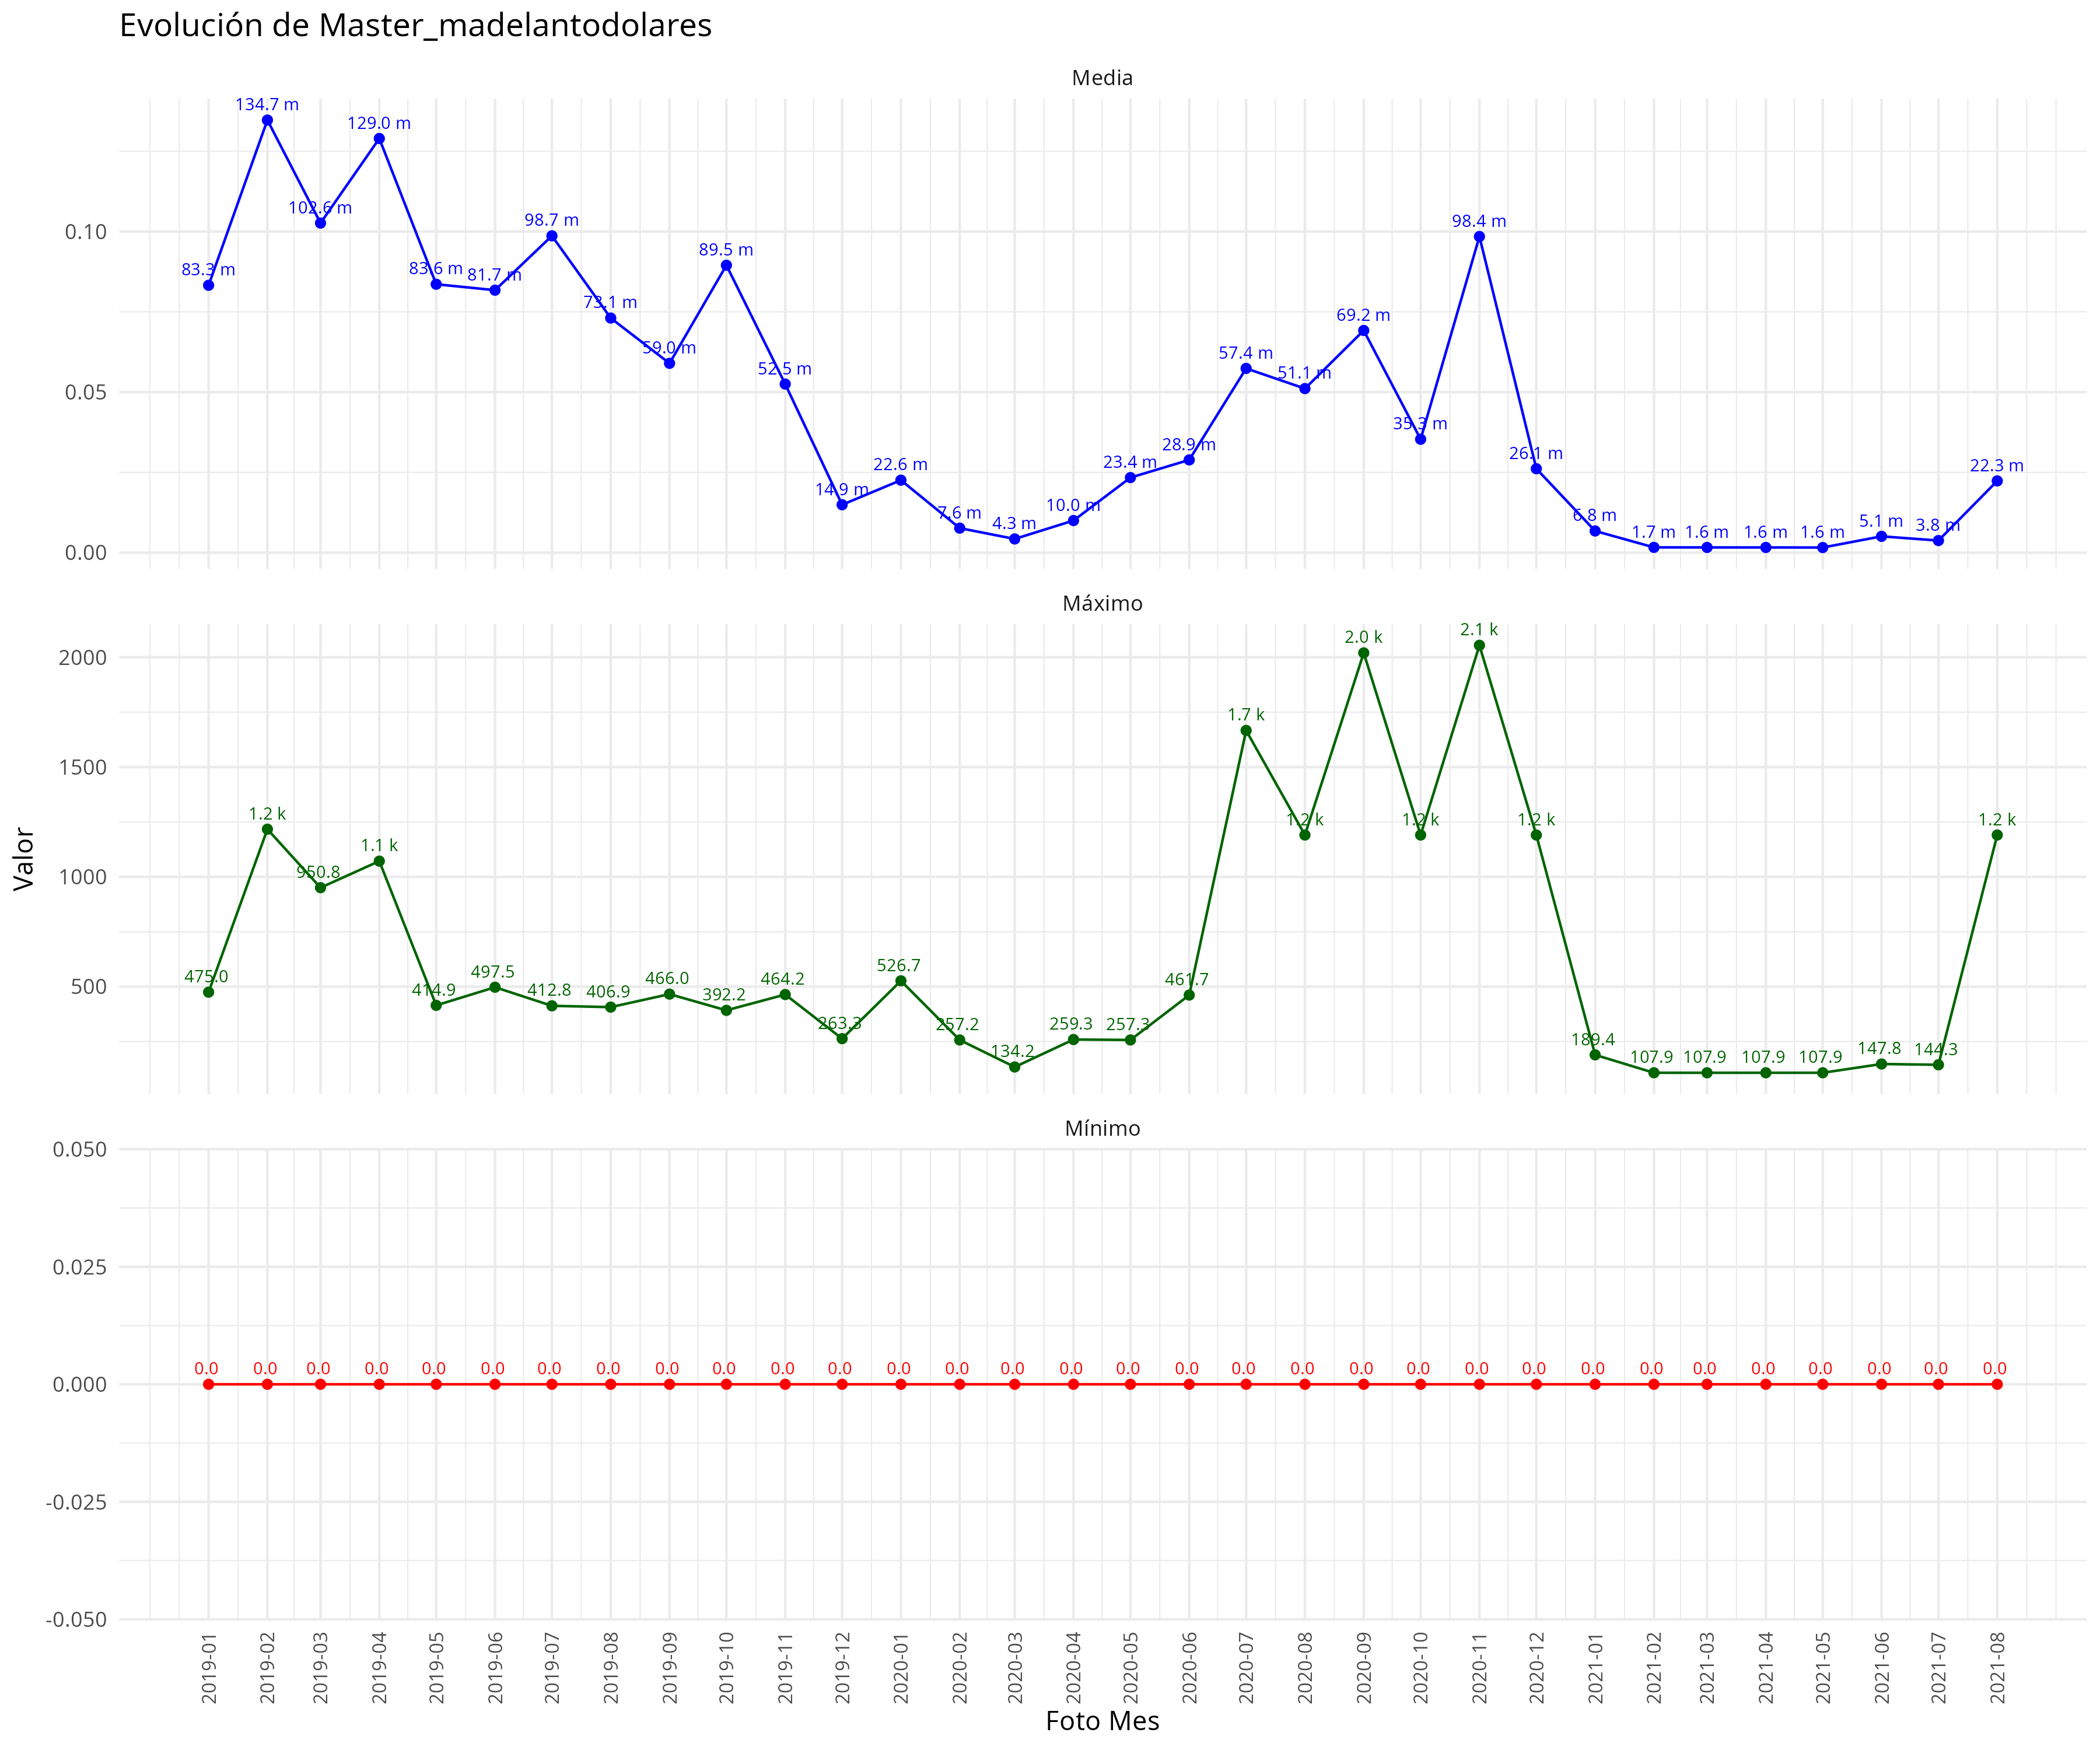 Evolución de Master_madelantodolares
Media
134.7 m
129.0 m
102.6 m
83.3 m
83.6 m
81.7 m
98.7 m
73.1 m
59.0 m
89.5 m
52.5 m
14.9 m
22.6 m
7.6 m
4.3 m
10.0 m
23.4 m
28.9 m
57.4 m
51.1 m
69.2 m
35.3 m
98.4 m
26.1 m
6.8 m
1.7 m
1.6 m
1.6 m
1.6 m
5.1 m
3.8 m
22.3 m
0.10
0.05
0.00
Máximo
475.0
1.2 k
950.8
1.1 k
414.9
497.5
412.8
406.9
466.0
392.2
464.2
263.3
526.7
257.2
134.2
259.3
257.3
461.7
1.7 k
1.2 k
2.0 k
1.2 k
2.1 k
1.2 k
189.4
107.9
107.9
107.9
107.9
147.8
144.3
1.2 k
2000
1500
1000
500
Valor
Mínimo
0.050
0.025
0.0 0.0 0.0 0.0 0.0 0.0 0.0 0.0 0.0 0.0 0.0 0.0 0.0 0.0 0.0 0.0 0.0 0.0 0.0 0.0 0.0 0.0 0.0 0.0 0.0 0.0 0.0 0.0 0.0 0.0 0.0 0.0
0.000
-0.025
-0.050
2019-01
2019-02
2019-03
2019-04
2019-05
2019-06
2019-07
2019-08
2019-09
2019-10
2019-11
2019-12
2020-01
2020-02
2020-03
2020-04
2020-05
2020-06
2020-07
2020-08
2020-09
2020-10
2020-11
2020-12
2021-01
2021-02
2021-03
2021-04
2021-05
2021-06
2021-07
2021-08
Foto Mes